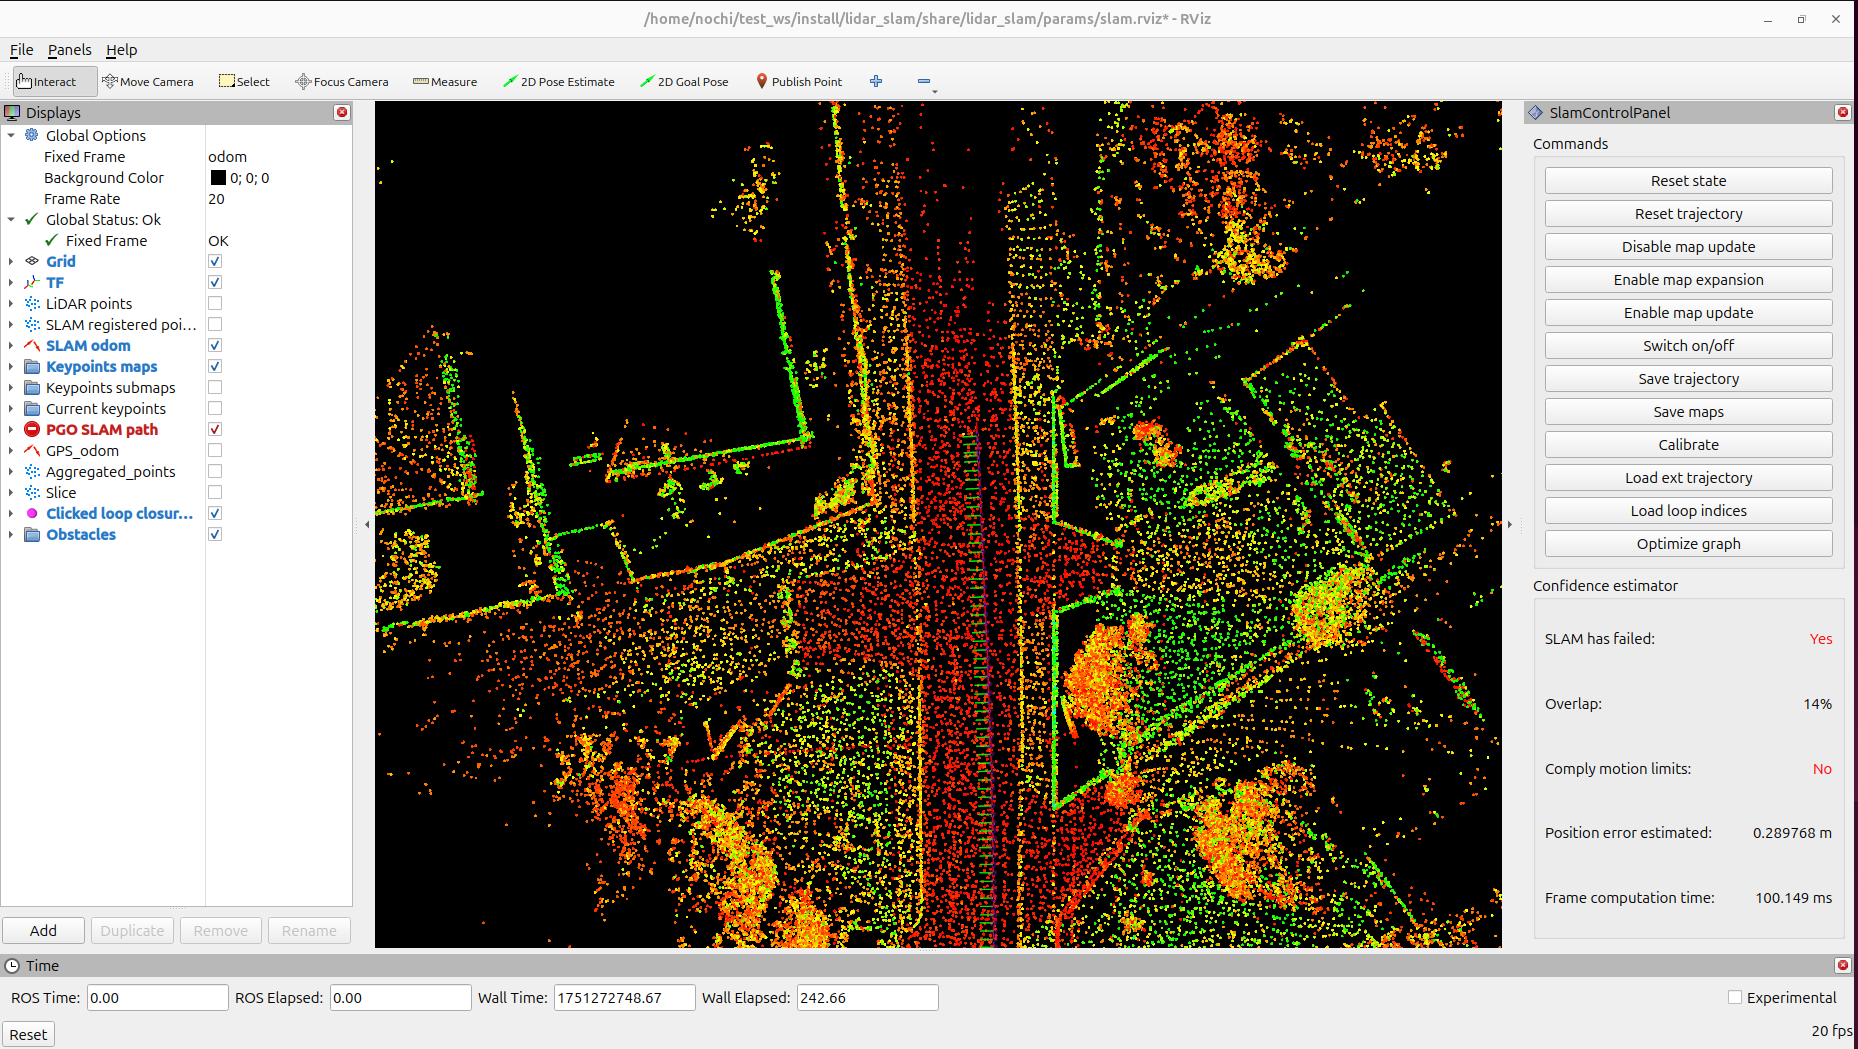 /home/nochi/test_ws/install/lidar_slam/share/lidar_slam/params/slam.rviz* - RViz
File Panels Help
Interact Move Camera Select Focus Camera Measure 2D Pose Estimate 2D Goal Pose Publish Point
Displays
Global Options
Fixed Frame odom
Background Color 0; 0; 0
Frame Rate 20
Global Status: Ok
Fixed Frame OK
Grid
TF
LiDAR points
SLAM registered poi...
SLAM odom
Keypoints maps
Keypoints submaps
Current keypoints
PGO SLAM path
GPS_odom
Aggregated_points
Slice
Clicked loop closur...
Obstacles
Add Duplicate Remove Rename
SlamControlPanel
Commands
Reset state
Reset trajectory
Disable map update
Enable map expansion
Enable map update
Switch on/off
Save trajectory
Save maps
Calibrate
Load ext trajectory
Load loop indices
Optimize graph
Confidence estimator
SLAM has failed: Yes
Overlap: 14%
Comply motion limits: No
Position error estimated: 0.289768 m
Frame computation time: 100.149 ms
Time
ROS Time: 0.00 ROS Elapsed: 0.00 Wall Time: 1751272748.67 Wall Elapsed: 242.66 Experimental
Reset 20 fps